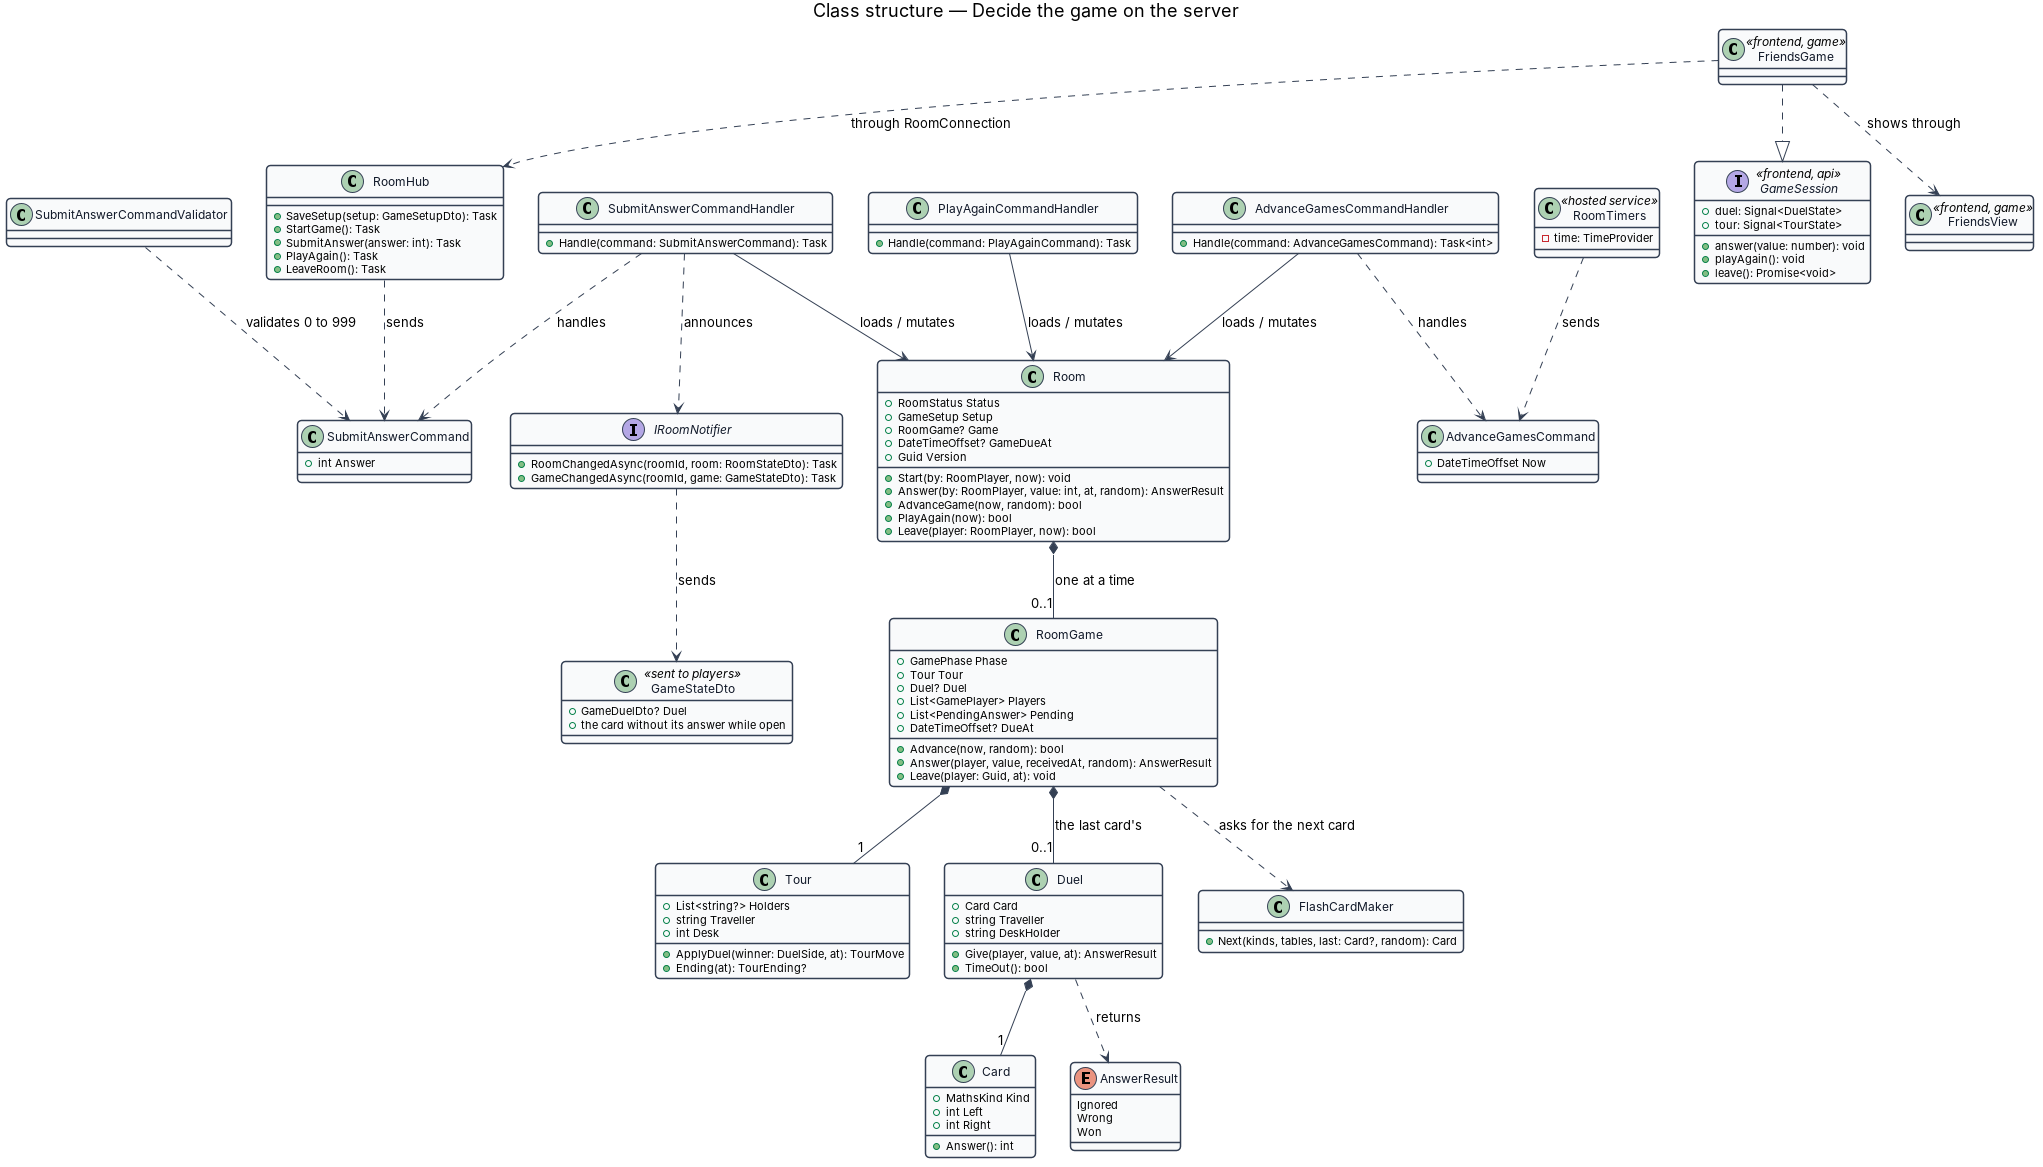 Class structure — Decide the game on the server
«frontend, game»
FriendsGame
through RoomConnection
shows through
RoomHub
SaveSetup(setup: GameSetupDto): Task
StartGame(): Task
SubmitAnswer(answer: int): Task
PlayAgain(): Task
LeaveRoom(): Task
SubmitAnswerCommandValidator
SubmitAnswerCommandHandler
Handle(command: SubmitAnswerCommand): Task
PlayAgainCommandHandler
Handle(command: PlayAgainCommand): Task
AdvanceGamesCommandHandler
Handle(command: AdvanceGamesCommand): Task<int>
«hosted service»
RoomTimers
time: TimeProvider
«frontend, api»
GameSession
duel: Signal<DuelState>
tour: Signal<TourState>
answer(value: number): void
playAgain(): void
leave(): Promise<void>
«frontend, game»
FriendsView
validates 0 to 999
sends
handles
announces
loads / mutates
loads / mutates
loads / mutates
handles
sends
SubmitAnswerCommand
int Answer
IRoomNotifier
RoomChangedAsync(roomId, room: RoomStateDto): Task
GameChangedAsync(roomId, game: GameStateDto): Task
Room
RoomStatus Status
GameSetup Setup
RoomGame? Game
DateTimeOffset? GameDueAt
Guid Version
Start(by: RoomPlayer, now): void
Answer(by: RoomPlayer, value: int, at, random): AnswerResult
AdvanceGame(now, random): bool
PlayAgain(now): bool
Leave(player: RoomPlayer, now): bool
AdvanceGamesCommand
DateTimeOffset Now
sends
one at a time
0..1
«sent to players»
GameStateDto
GameDuelDto? Duel
the card without its answer while open
RoomGame
GamePhase Phase
Tour Tour
Duel? Duel
List<GamePlayer> Players
List<PendingAnswer> Pending
DateTimeOffset? DueAt
Advance(now, random): bool
Answer(player, value, receivedAt, random): AnswerResult
Leave(player: Guid, at): void
1
the last card's
0..1
asks for the next card
Tour
List<string?> Holders
string Traveller
int Desk
ApplyDuel(winner: DuelSide, at): TourMove
Ending(at): TourEnding?
Duel
Card Card
string Traveller
string DeskHolder
Give(player, value, at): AnswerResult
TimeOut(): bool
FlashCardMaker
Next(kinds, tables, last: Card?, random): Card
1
returns
Card
MathsKind Kind
int Left
int Right
Answer(): int
AnswerResult
Ignored
Wrong
Won